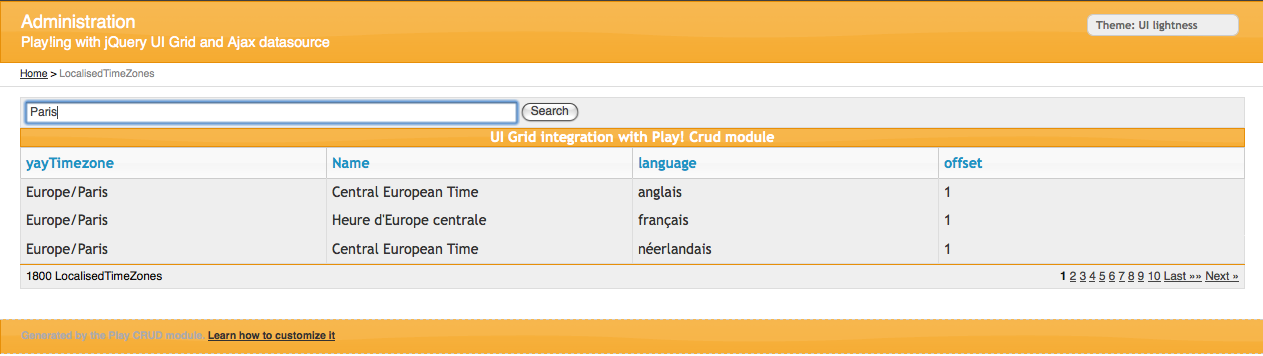 Administration
Playling with jQuery UI Grid and Ajax datasource
Theme: UI lightness
Home > LocalisedTimeZones
Paris Search
UI Grid integration with Play! Crud module
yayTimezone Name language offset
Europe/Paris Central European Time anglais 1
Europe/Paris Heure d'Europe centrale français 1
Europe/Paris Central European Time néerlandais 1
1800 LocalisedTimeZones 1 2 3 4 5 6 7 8 9 10 Last »» Next »
Generated by the Play CRUD module. Learn how to customize it